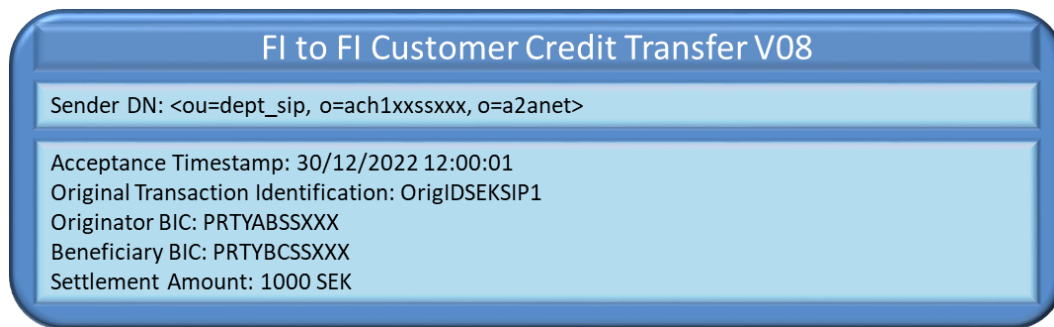 FI to FI Customer Credit Transfer V08
Sender DN: <ou=dept_sip, o=ach1xxssxxx, o=a2anet>
Acceptance Timestamp: 30/12/2022 12:00:01
Original Transaction Identification: OrigIDSEKSIP1
Originator BIC: PRTYABSSXXX
Beneficiary BIC: PRTYBCSSXXX
Settlement Amount: 1000 SEK